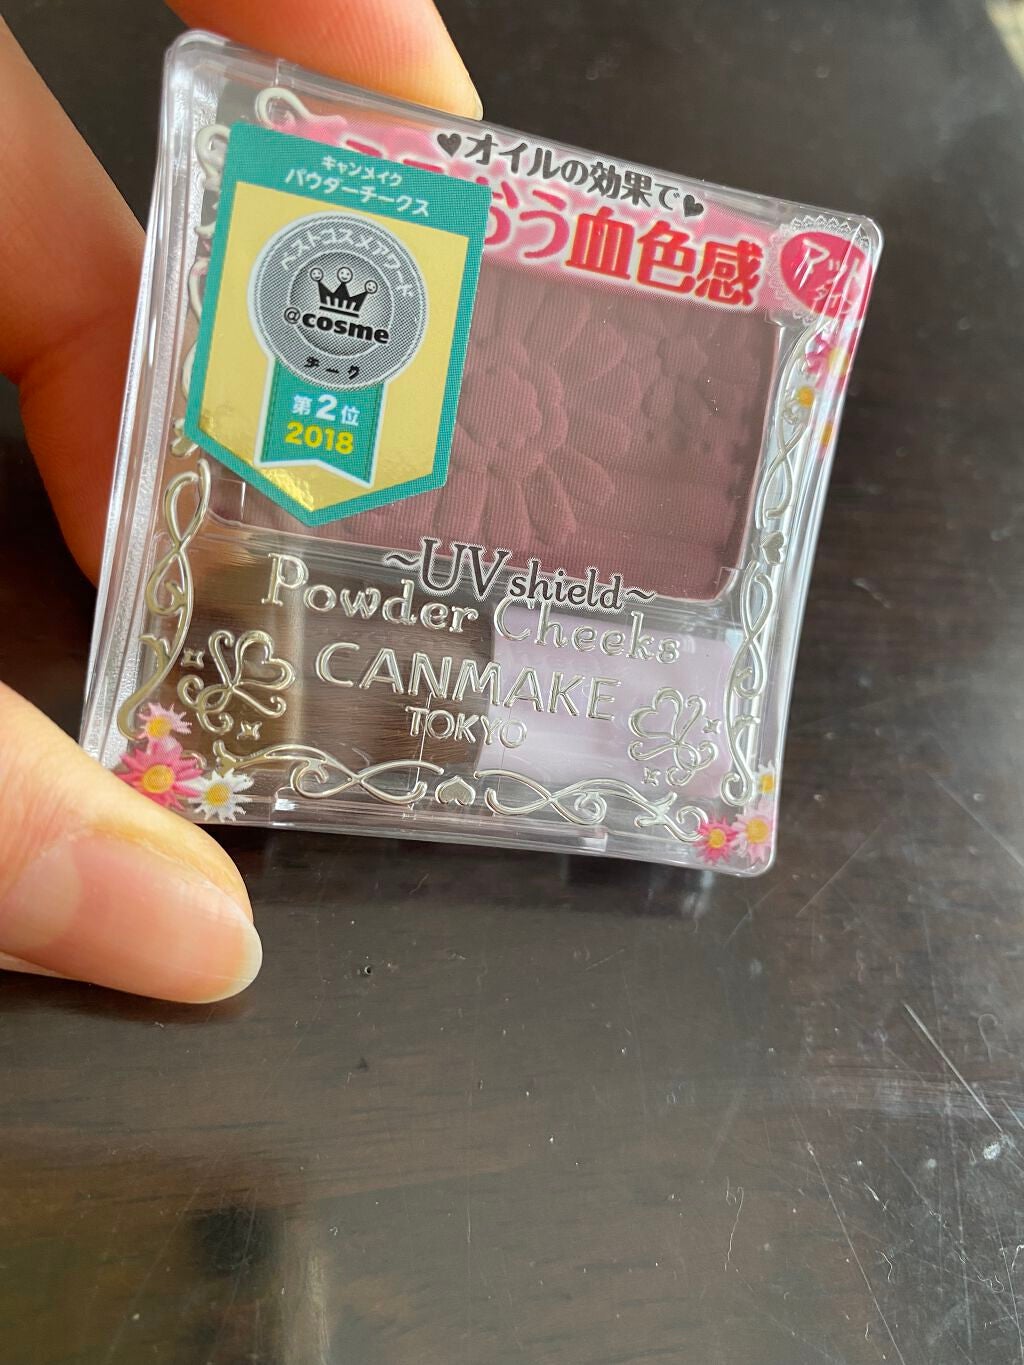 キャンメイク
パウダーチークス
ベストコスメアワード
@cosme
チーク
第2位
2018
♥オイルの効果で♥
おう血色感
~UV shield~
Powder Cheeks
CANMAKE
TOKYO